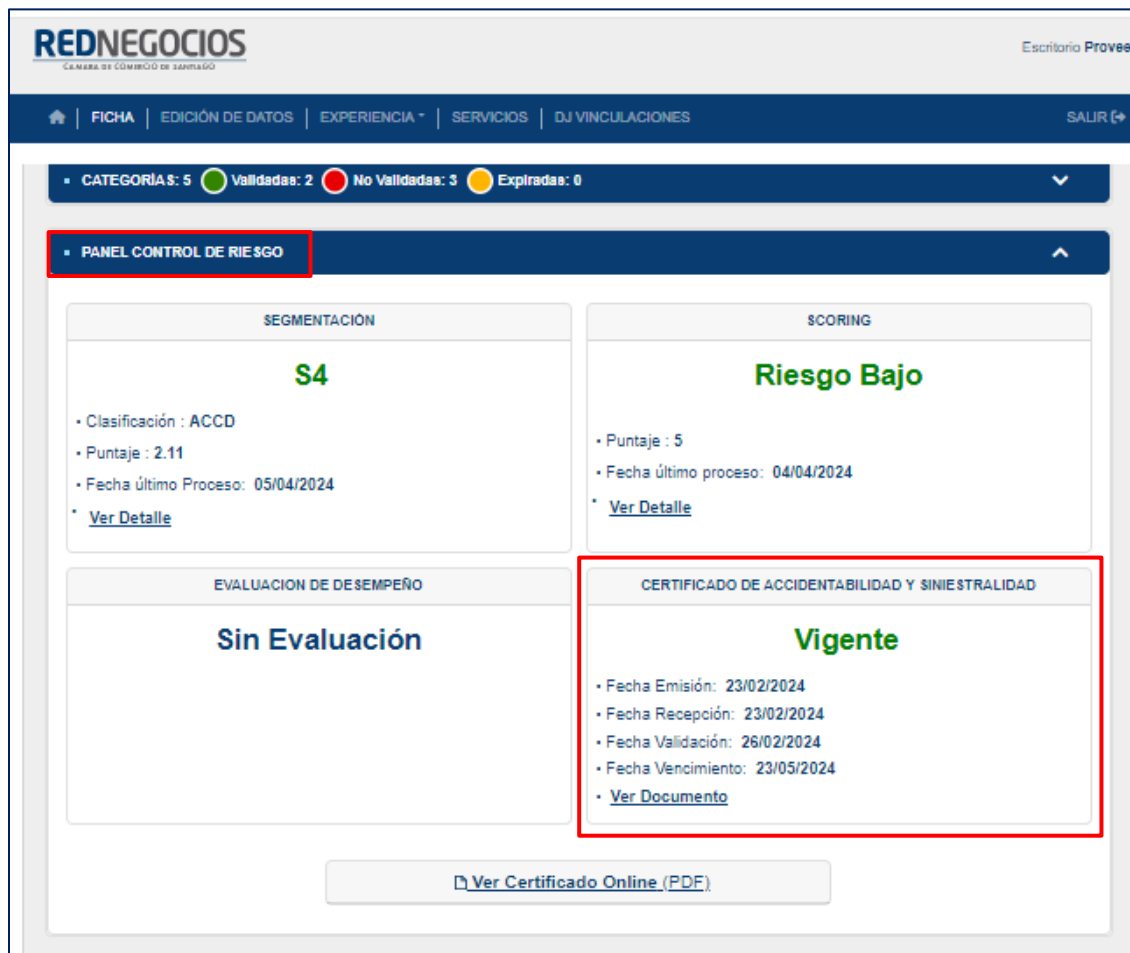 REDNEGOCIOS
CAMARA DE COMERCIO DE SANTIAGO
Escritorio Provee
FICHA | EDICIÓN DE DATOS | EXPERIENCIA | SERVICIOS | DJ VINCULACIONES
SALIR
CATEGORÍAS: 5 Validadas: 2 No Validadas: 3 Expiradas: 0
PANEL CONTROL DE RIESGO
SEGMENTACIÓN
S4
• Clasificación : ACCD
• Puntaje : 2.11
• Fecha último Proceso: 05/04/2024
• Ver Detalle
SCORING
Riesgo Bajo
• Puntaje : 5
• Fecha último proceso: 04/04/2024
• Ver Detalle
EVALUACION DE DESEMPEÑO
Sin Evaluación
CERTIFICADO DE ACCIDENTABILIDAD Y SINIESTRALIDAD
Vigente
• Fecha Emisión: 23/02/2024
• Fecha Recepción: 23/02/2024
• Fecha Validación: 26/02/2024
• Fecha Vencimiento: 23/05/2024
• Ver Documento
Ver Certificado Online (PDF)